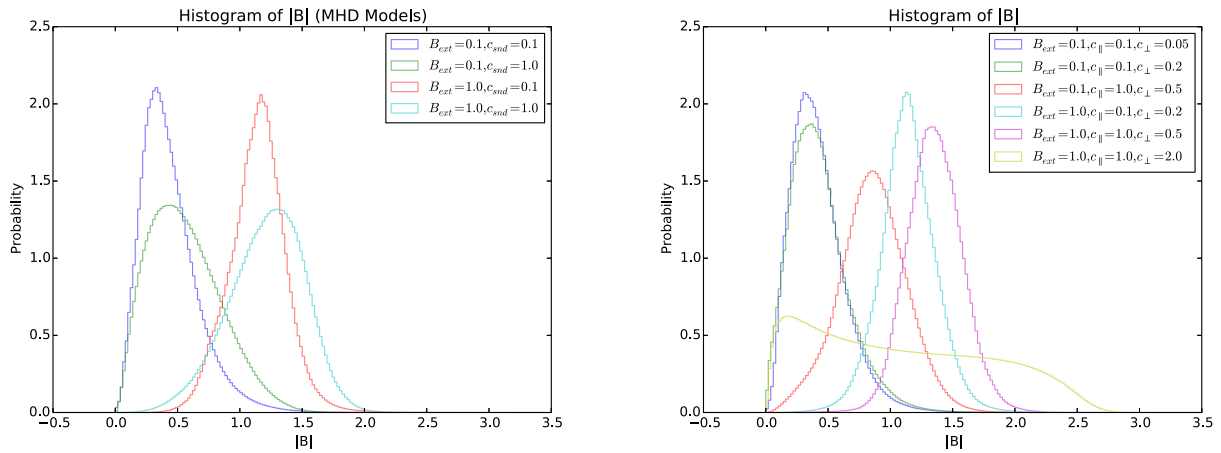 Histogram of |B| (MHD Models)
2.5
2.0
1.5
1.0
0.5
0.0
Probability
−0.5 0.0 0.5 1.0 1.5 2.0 2.5 3.0 3.5
|B|
B_ext=0.1,c_snd=0.1
B_ext=0.1,c_snd=1.0
B_ext=1.0,c_snd=0.1
B_ext=1.0,c_snd=1.0
Histogram of |B|
2.5
2.0
1.5
1.0
0.5
0.0
Probability
−0.5 0.0 0.5 1.0 1.5 2.0 2.5 3.0 3.5
|B|
B_ext=0.1,c_∥=0.1,c_⊥=0.05
B_ext=0.1,c_∥=0.1,c_⊥=0.2
B_ext=0.1,c_∥=1.0,c_⊥=0.5
B_ext=1.0,c_∥=0.1,c_⊥=0.2
B_ext=1.0,c_∥=1.0,c_⊥=0.5
B_ext=1.0,c_∥=1.0,c_⊥=2.0